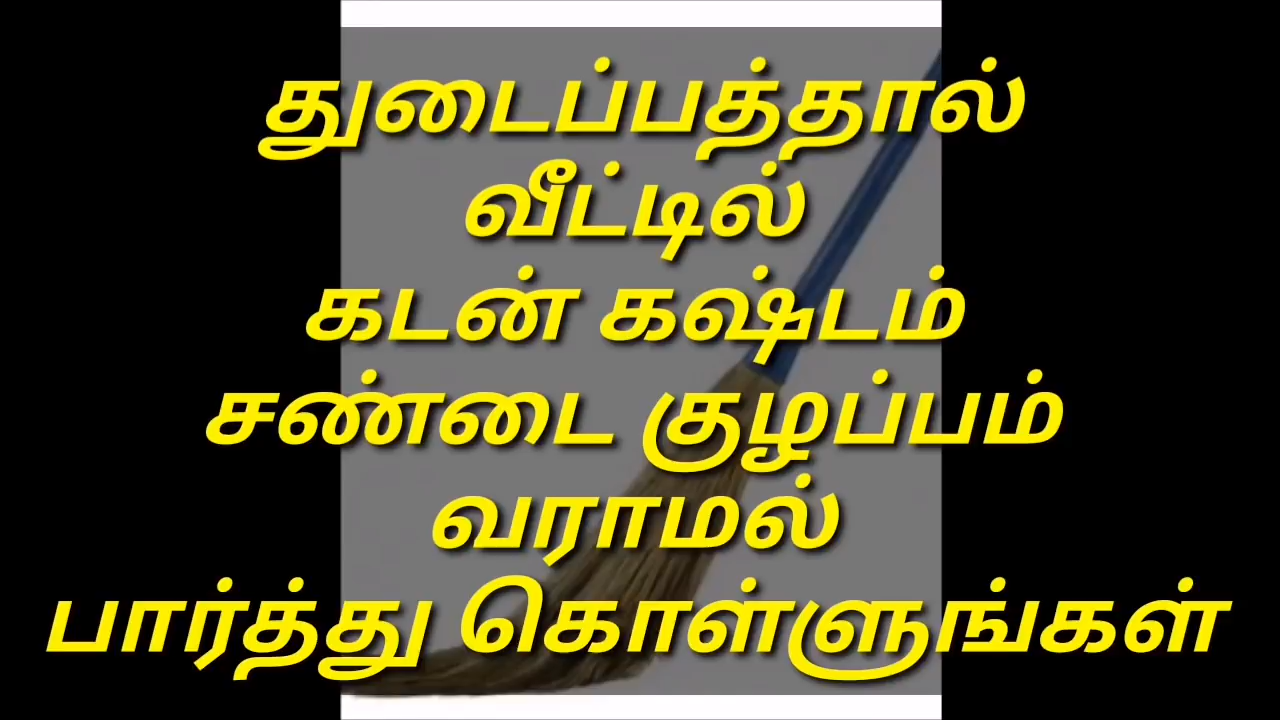 துடைப்பத்தால்
வீட்டில்
கடன் கஷ்டம்
சண்டை குழப்பம்
வராமல்
பார்த்து கொள்ளுங்கள்